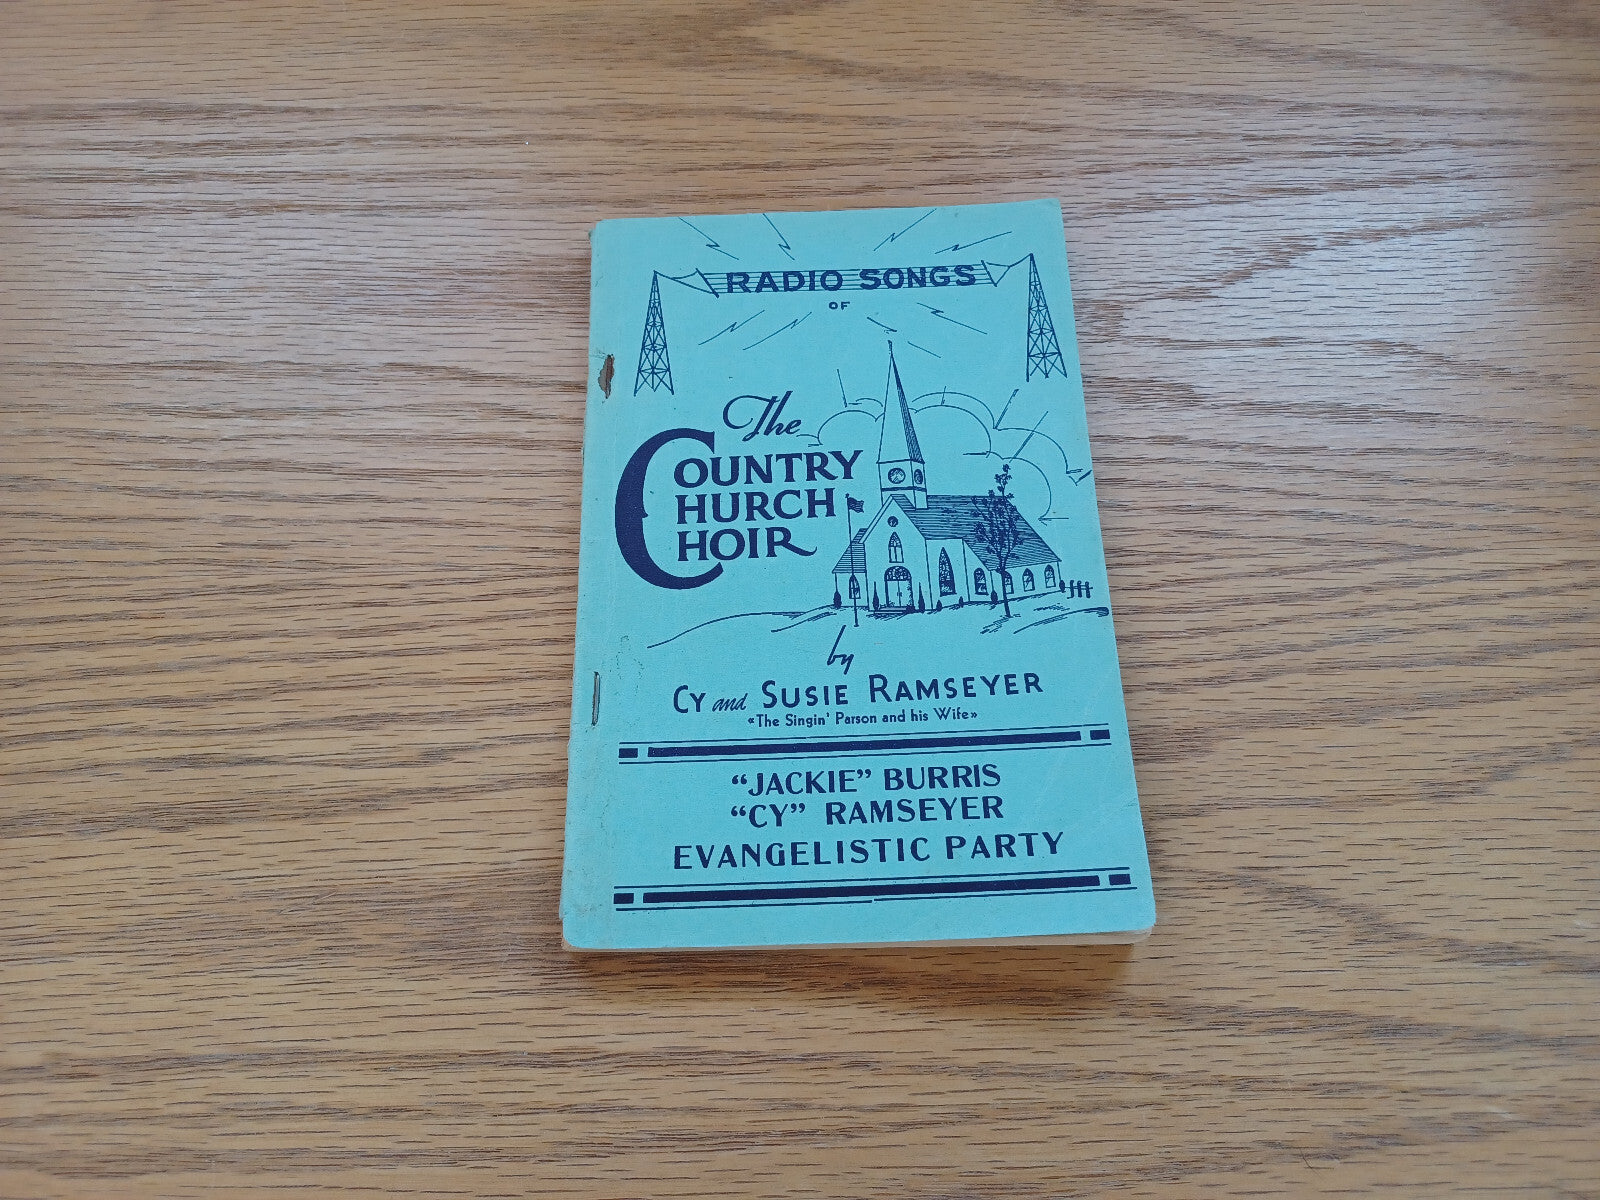 RADIO SONGS
OF
The
COUNTRY
CHURCH
CHOIR
by
CY and SUSIE RAMSEYER
«The Singin' Parson and his Wife»
"JACKIE" BURRIS
"CY" RAMSEYER
EVANGELISTIC PARTY